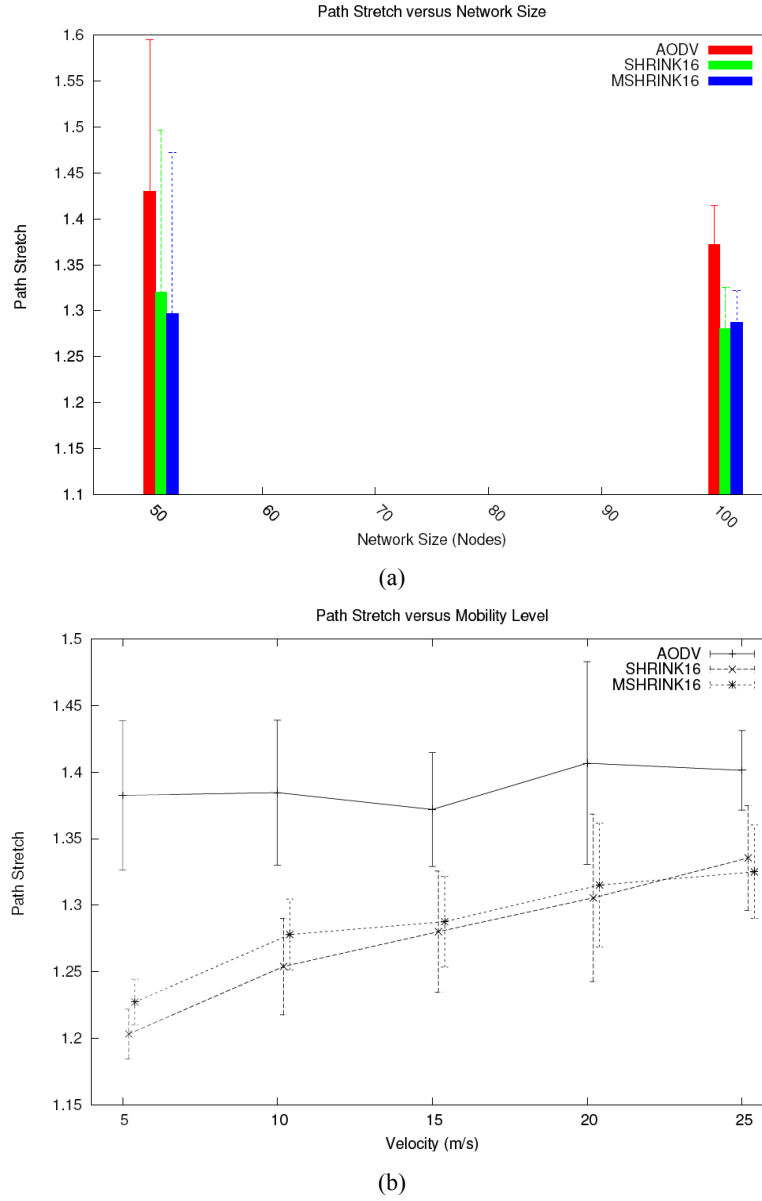 Path Stretch versus Network Size
1.6
1.55
1.5
1.45
1.4
1.35
1.3
1.25
1.2
1.15
1.1
Path Stretch
AODV
SHRINK16
MSHRINK16
50
60
70
80
90
100
Network Size (Nodes)
(a)
Path Stretch versus Mobility Level
1.5
1.45
1.4
1.35
1.3
1.25
1.2
1.15
Path Stretch
AODV
SHRINK16
MSHRINK16
5
10
15
20
25
Velocity (m/s)
(b)